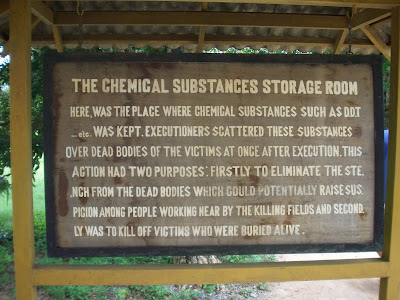 THE CHEMICAL SUBSTANCES STORAGE ROOM
HERE, WAS THE PLACE WHERE CHEMICAL SUBSTANCES SUCH AS D.D.T
...etc. WAS KEPT. EXECUTIONERS SCATTERED THESE SUBSTANCES
OVER DEAD BODIES OF THE VICTIMS AT ONCE AFTER EXECUTION. THIS
ACTION HAD TWO PURPOSES: FIRSTLY TO ELIMINATE THE STE.
NCH FROM THE DEAD BODIES WHICH COULD POTENTIALLY RAISE SUS.
PICION AMONG PEOPLE WORKING NEAR BY THE KILLING FIELDS AND SECOND.
LY WAS TO KILL OFF VICTIMS WHO WERE BURIED ALIVE.